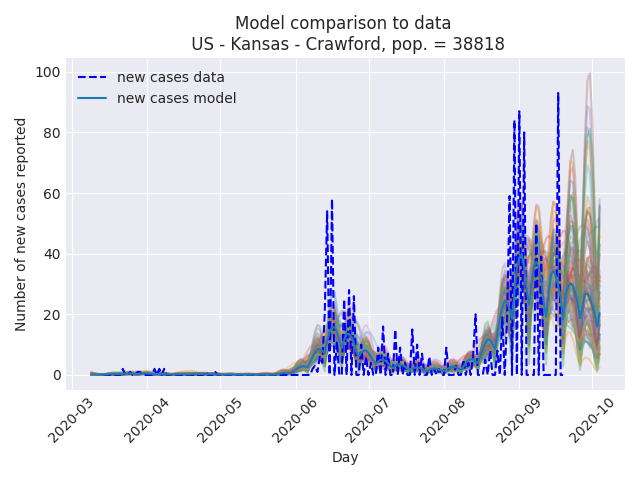 Model comparison to data
US - Kansas - Crawford, pop. = 38818
new cases data
new cases model
Number of new cases reported
100
80
60
40
20
0
2020-03
2020-04
2020-05
2020-06
2020-07
2020-08
2020-09
2020-10
Day